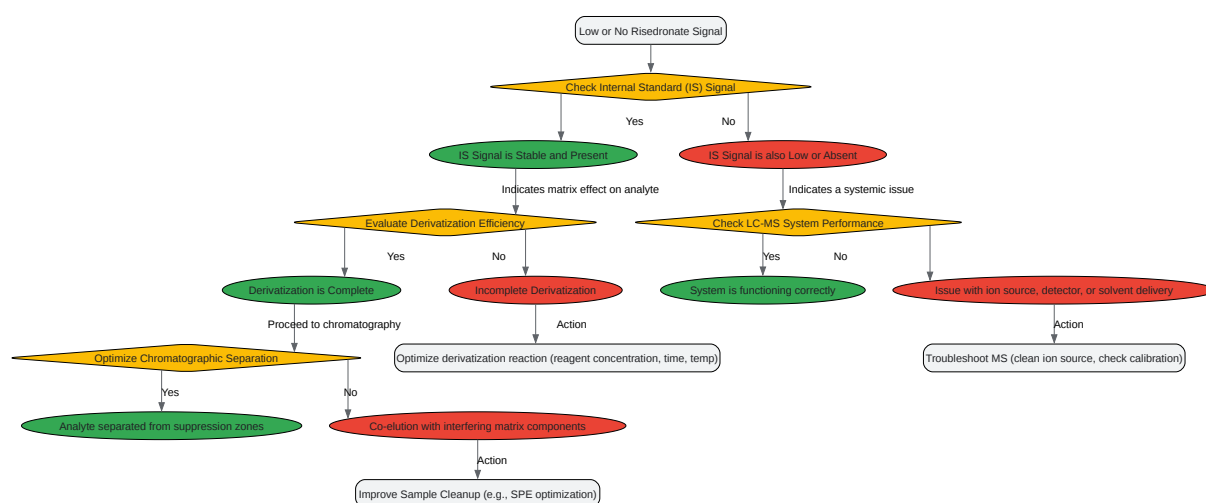 Low or No Risedronate Signal
Check Internal Standard (IS) Signal
Yes
No
IS Signal is Stable and Present
IS Signal is also Low or Absent
Indicates matrix effect on analyte
Indicates a systemic issue
Evaluate Derivatization Efficiency
Check LC-MS System Performance
Yes
No
Yes
No
Derivatization is Complete
Incomplete Derivatization
System is functioning correctly
Issue with ion source, detector, or solvent delivery
Proceed to chromatography
Action
Action
Optimize Chromatographic Separation
Optimize derivatization reaction (reagent concentration, time, temp)
Troubleshoot MS (clean ion source, check calibration)
Yes
No
Analyte separated from suppression zones
Co-elution with interfering matrix components
Action
Improve Sample Cleanup (e.g., SPE optimization)